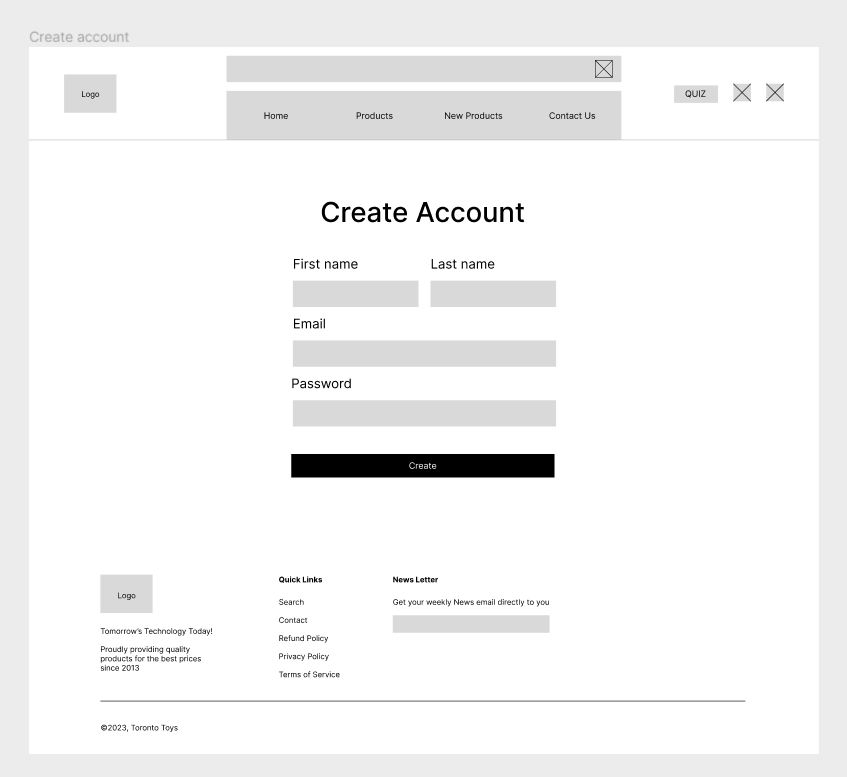 Create account
Logo
QUIZ
Home Products New Products Contact Us
Create Account
First name Last name
Email
Password
Create
Logo
Tomorrow's Technology Today!
Proudly providing quality
products for the best prices
since 2013
Quick Links
Search
Contact
Refund Policy
Privacy Policy
Terms of Service
News Letter
Get your weekly News email directly to you
©2023, Toronto Toys